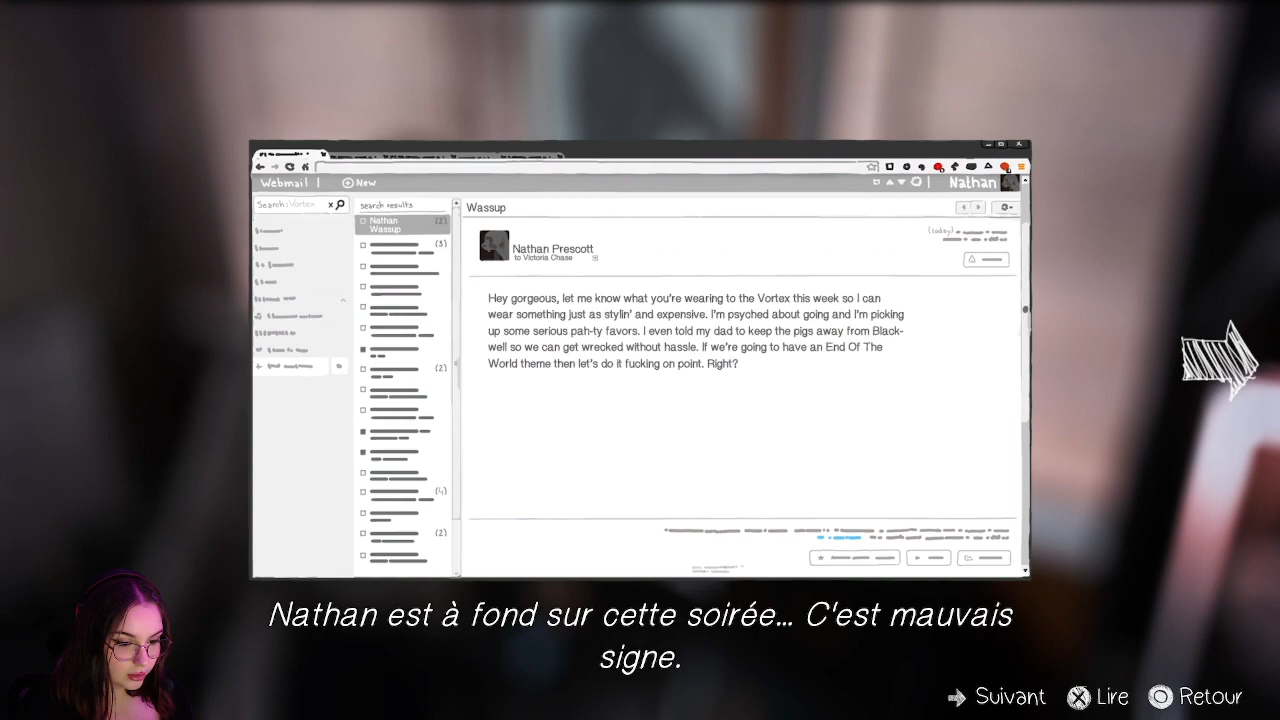 Webmail | New
Nathan
Search: Vortex x
search results
Nathan (2)
Wassup
(3)
(2)
(4)
(2)
Wassup
Nathan Prescott
to Victoria Chase
(today)
Hey gorgeous, let me know what you're wearing to the Vortex this week so I can
wear something just as stylin' and expensive. I'm psyched about going and I'm picking
up some serious pah-ty favors. I even told my dad to keep the pigs away from Black-
well so we can get wrecked without hassle. If we're going to have an End Of The
World theme then let's do it fucking on point. Right?
Nathan est à fond sur cette soirée... C'est mauvais
signe.
Suivant Lire Retour